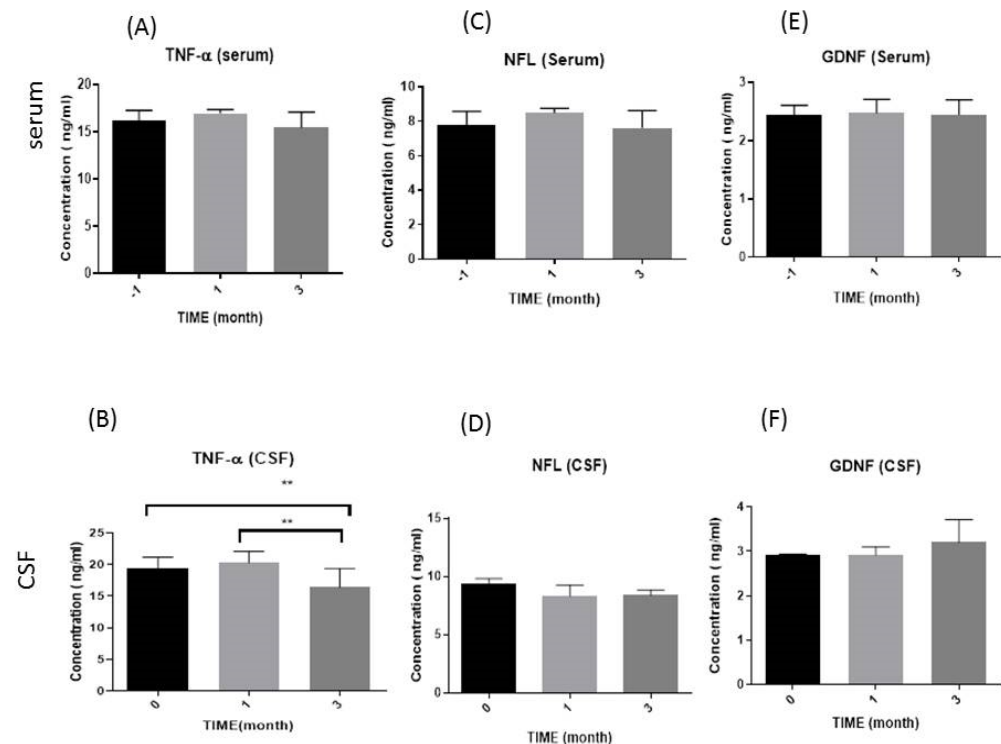 (A)
TNF-α (serum)
serum
Concentration ( ng/ml)
20
15
10
5
0
-1
1
3
TIME (month)
(C)
NFL (Serum)
Concentration ( ng/ml)
10
8
6
4
2
0
-1
1
3
TIME (month)
(E)
GDNF (Serum)
Concentration ( ng/ml)
3
2
1
0
-1
1
3
TIME (month)
(B)
TNF-α (CSF)
CSF
**
**
Concentration ( ng/ml)
25
20
15
10
5
0
0
1
3
TIME(month)
(D)
NFL (CSF)
Concentration ( ng/ml)
15
10
5
0
0
1
3
TIME (month)
(F)
GDNF (CSF)
Concentration ( ng/ml)
4
3
2
1
0
0
1
3
TIME (month)